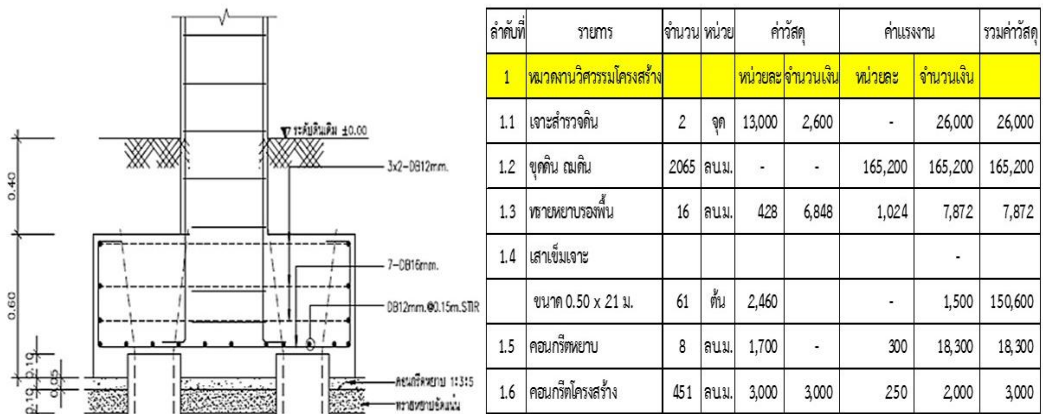 ระดับดินเดิม ±0.00
3x2-DB12mm.
0.40
7-DB16mm.
DB12mm.@0.15m.STIR
0.60
0.10
0.05
0.10
คอนกรีตหยาบ 1:3:5
ทรายหยาบอัดแน่น
ลำดับที่ รายการ จำนวน หน่วย ค่าวัสดุ ค่าแรงงาน รวมค่าวัสดุ
1 หมวดงานวิศวรรมโครงสร้าง หน่วยละ จำนวนเงิน หน่วยละ จำนวนเงิน
1.1 เจาะสำรวจดิน 2 จุด 13,000 2,600 - 26,000 26,000
1.2 ขุดดิน ถมดิน 2065 ลบ.ม. - - 165,200 165,200 165,200
1.3 ทรายหยาบรองพื้น 16 ลบ.ม. 428 6,848 1,024 7,872 7,872
1.4 เสาเข็มเจาะ -
ขนาด 0.50 x 21 ม. 61 ต้น 2,460 - 1,500 150,600
1.5 คอนกรีตหยาบ 8 ลบ.ม. 1,700 - 300 18,300 18,300
1.6 คอนกรีตโครงสร้าง 451 ลบ.ม. 3,000 3,000 250 2,000 3,000